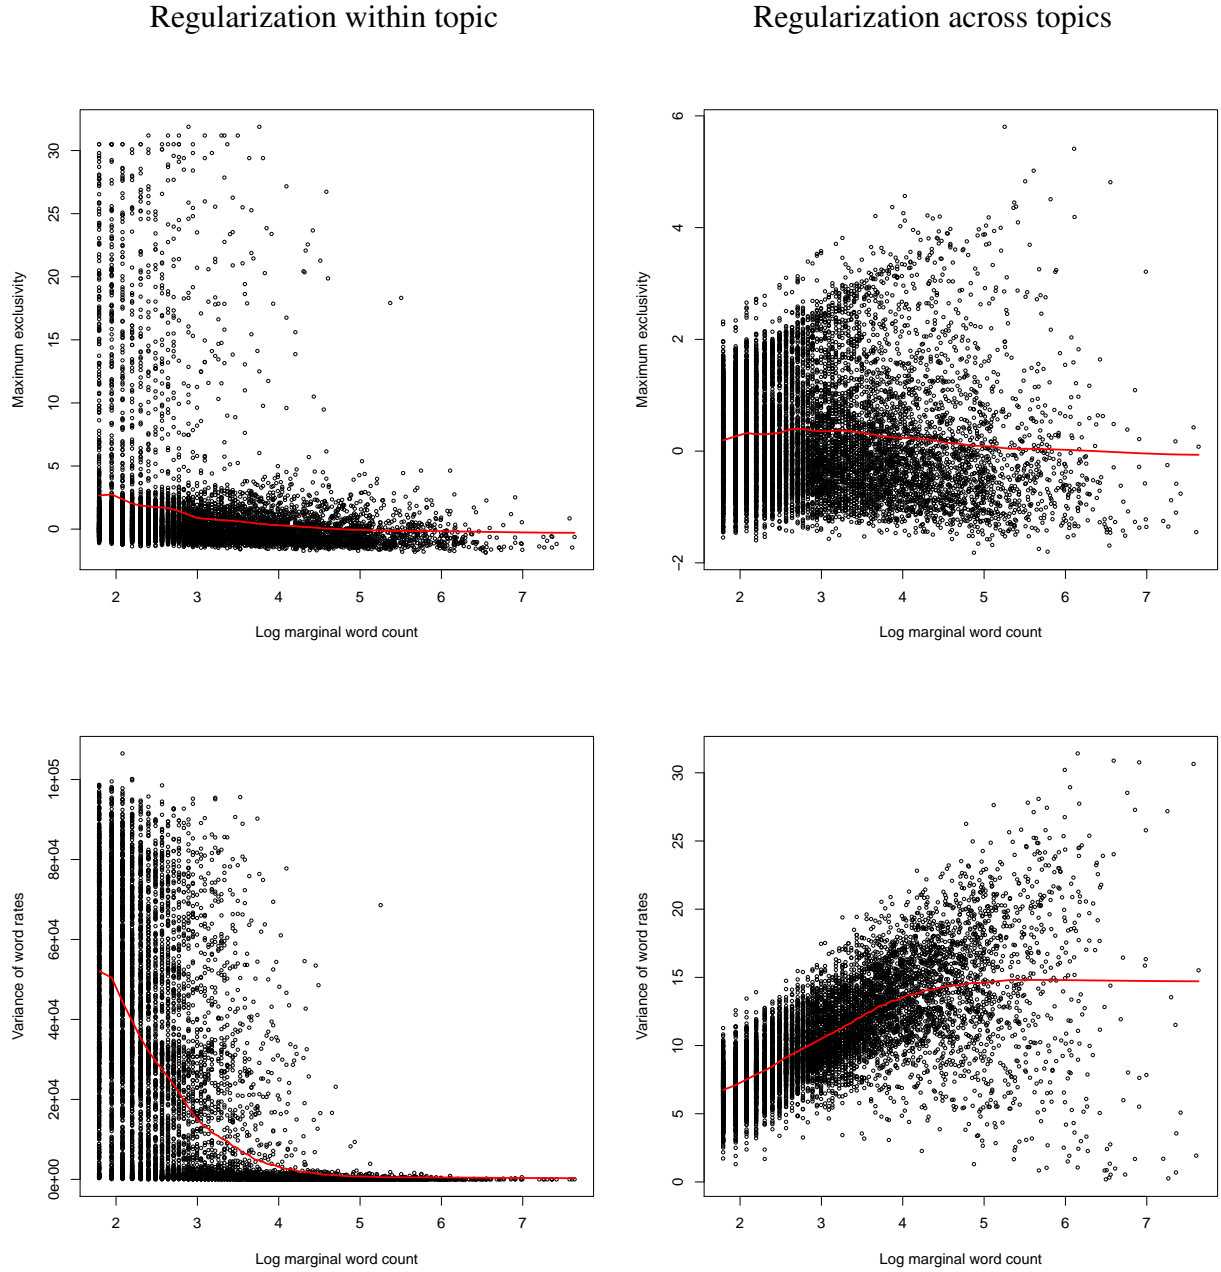 Regularization within topic
Regularization across topics
Maximum exclusivity
30
25
20
15
10
5
0
2 3 4 5 6 7
Log marginal word count
Maximum exclusivity
6
4
2
0
−2
2 3 4 5 6 7
Log marginal word count
Variance of word rates
1e+05
8e+04
6e+04
4e+04
2e+04
0e+00
2 3 4 5 6 7
Log marginal word count
Variance of word rates
30
25
20
15
10
5
0
2 3 4 5 6 7
Log marginal word count